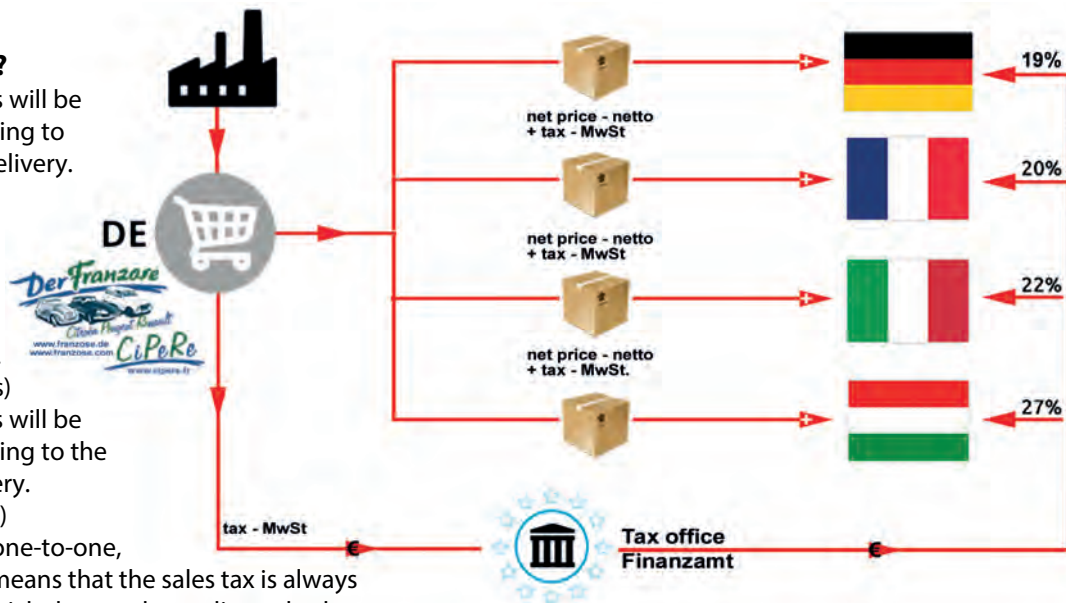 ?
s will be
ing to
elivery.
DE
Der Franzose
Citroën Peugeot Renault
www.franzose.de
www.franzose.com
CiPeRe
www.cipere.fr
s)
s will be
ing to the
ery.
)
one-to-one,
means that the sales tax is always
net price - netto
+ tax - MwSt
net price - netto
+ tax - MwSt
net price - netto
+ tax - MwSt.
19%
20%
22%
27%
tax - MwSt
€
Tax office
Finanzamt
€